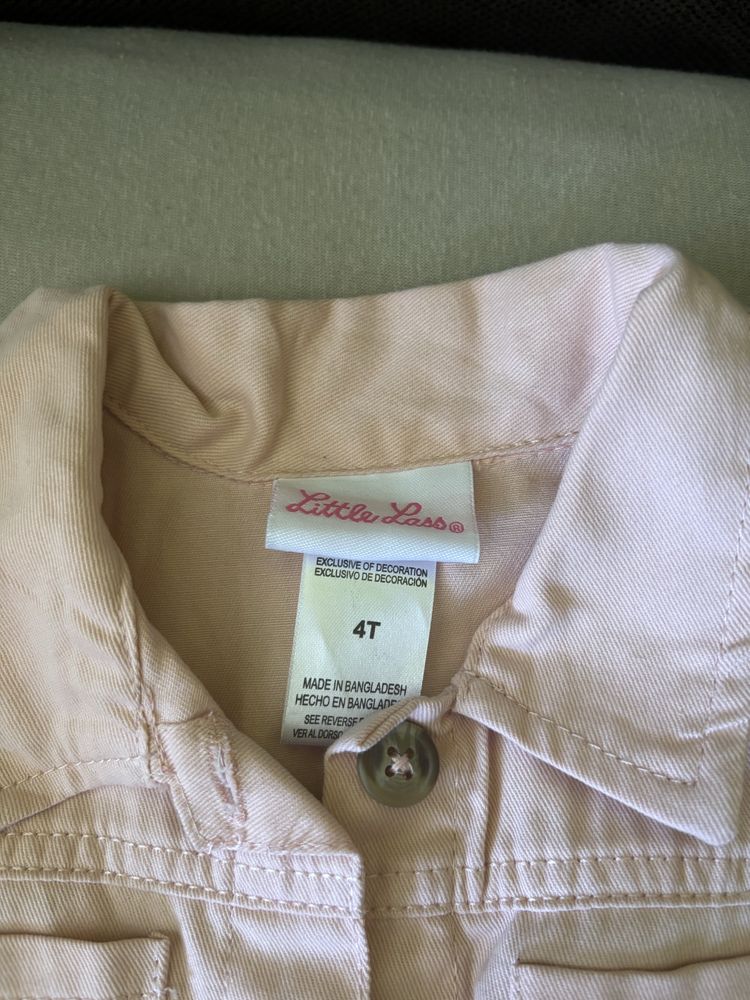 Little Lass®
EXCLUSIVE OF DECORATION
EXCLUSIVO DE DECORACIÓN
4T
MADE IN BANGLADESH
HECHO EN
SEE REVERSE
VER AL DORSO